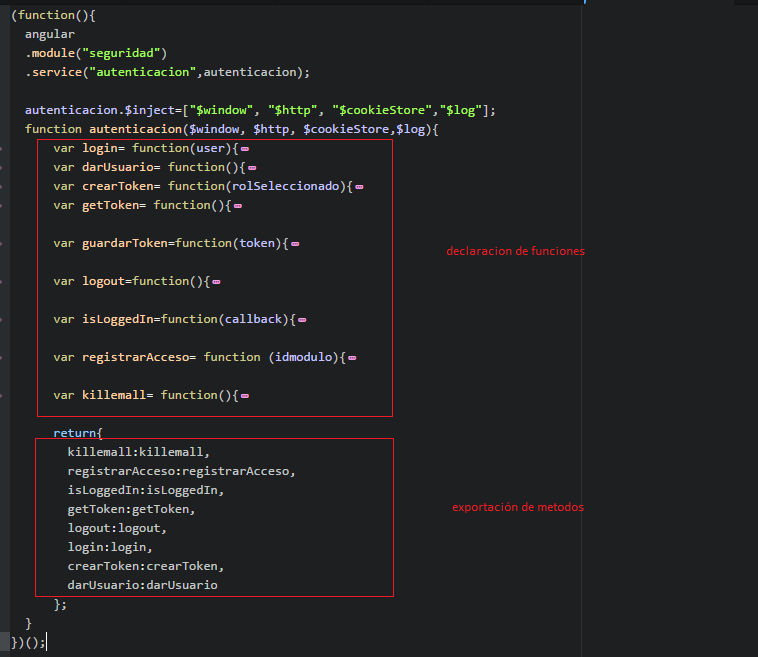 (function(){
angular
.module("seguridad")
.service("autenticacion",autenticacion);
autenticacion.$inject=["$window", "$http", "$cookieStore","$log"];
function autenticacion($window, $http, $cookieStore,$log){
var login= function(user){
var darUsuario= function(){
var crearToken= function(rolSeleccionado){
var getToken= function(){
var guardarToken=function(token){
declaracion de funciones
var logout=function(){
var isLoggedIn=function(callback){
var registrarAcceso= function (idmodulo){
var killemall= function(){
return{
killemall:killemall,
registrarAcceso:registrarAcceso,
isLoggedIn:isLoggedIn,
getToken:getToken,
exportación de metodos
logout:logout,
login:login,
crearToken:crearToken,
darUsuario:darUsuario
};
}
})();